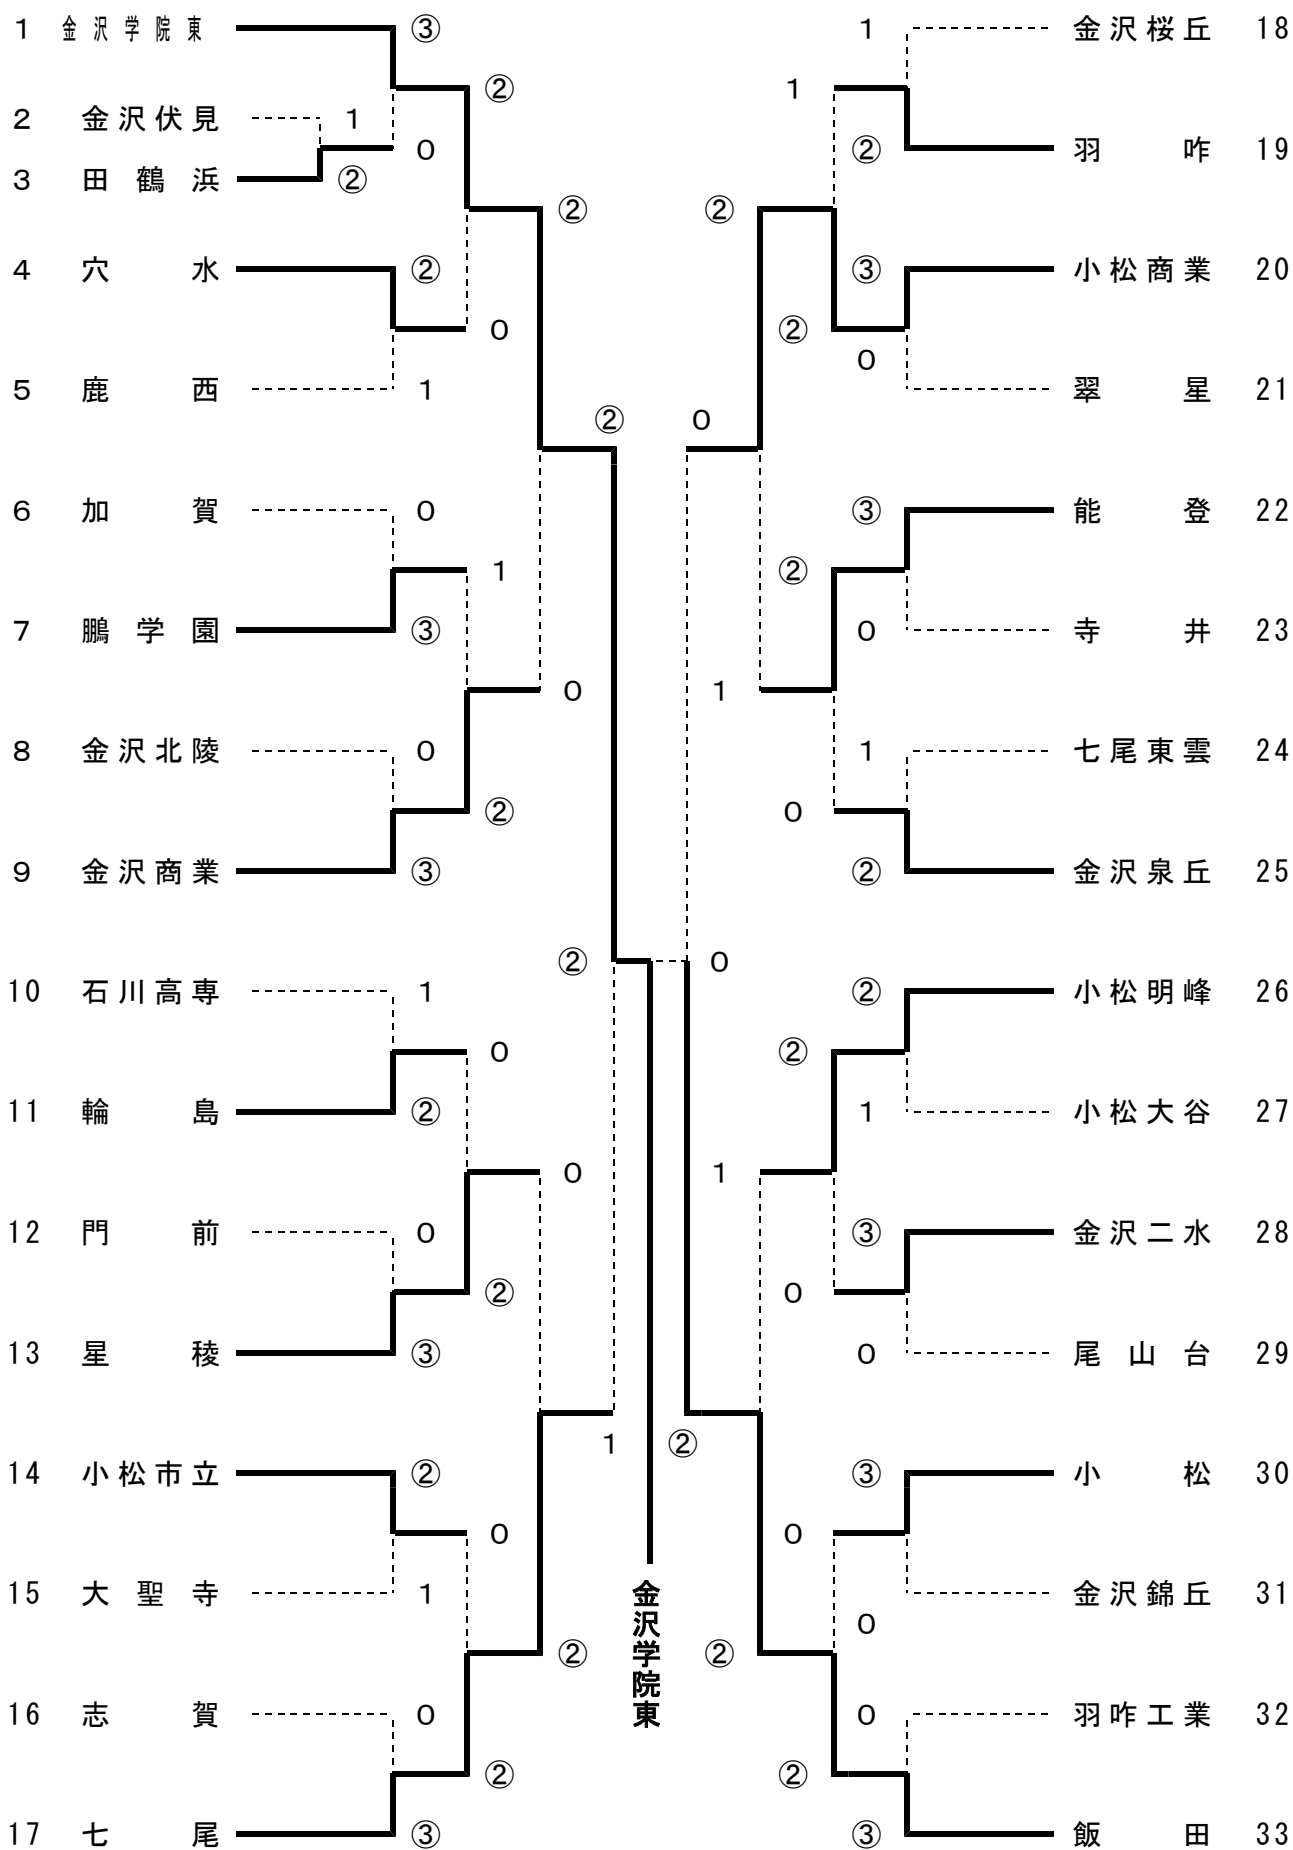 1 金沢学院東 ③ 1 金沢桜丘 18
② 1
2 金沢伏見 1
0 ② 羽咋 19
3 田鶴浜 ②
② ②
4 穴水 ② ③ 小松商業 20
0 ②
0
5 鹿西 1 翠星 21
② 0
6 加賀 0 ③ 能登 22
1 ②
7 鵬学園 ③ 0 寺井 23
0 1
8 金沢北陵 0 1 七尾東雲 24
② 0
9 金沢商業 ③ ② 金沢泉丘 25
② 0
10 石川高専 1 ② 小松明峰 26
0 ②
11 輪島 ② 1 小松大谷 27
0 1
12 門前 0 ③ 金沢二水 28
② 0
13 星稜 ③ 0 尾山台 29
1 ②
14 小松市立 ② ③ 小松 30
0 0
15 大聖寺 1 金沢錦丘 31
0
② ②
金沢学院東
16 志賀 0 0 羽咋工業 32
② ②
17 七尾 ③ ③ 飯田 33